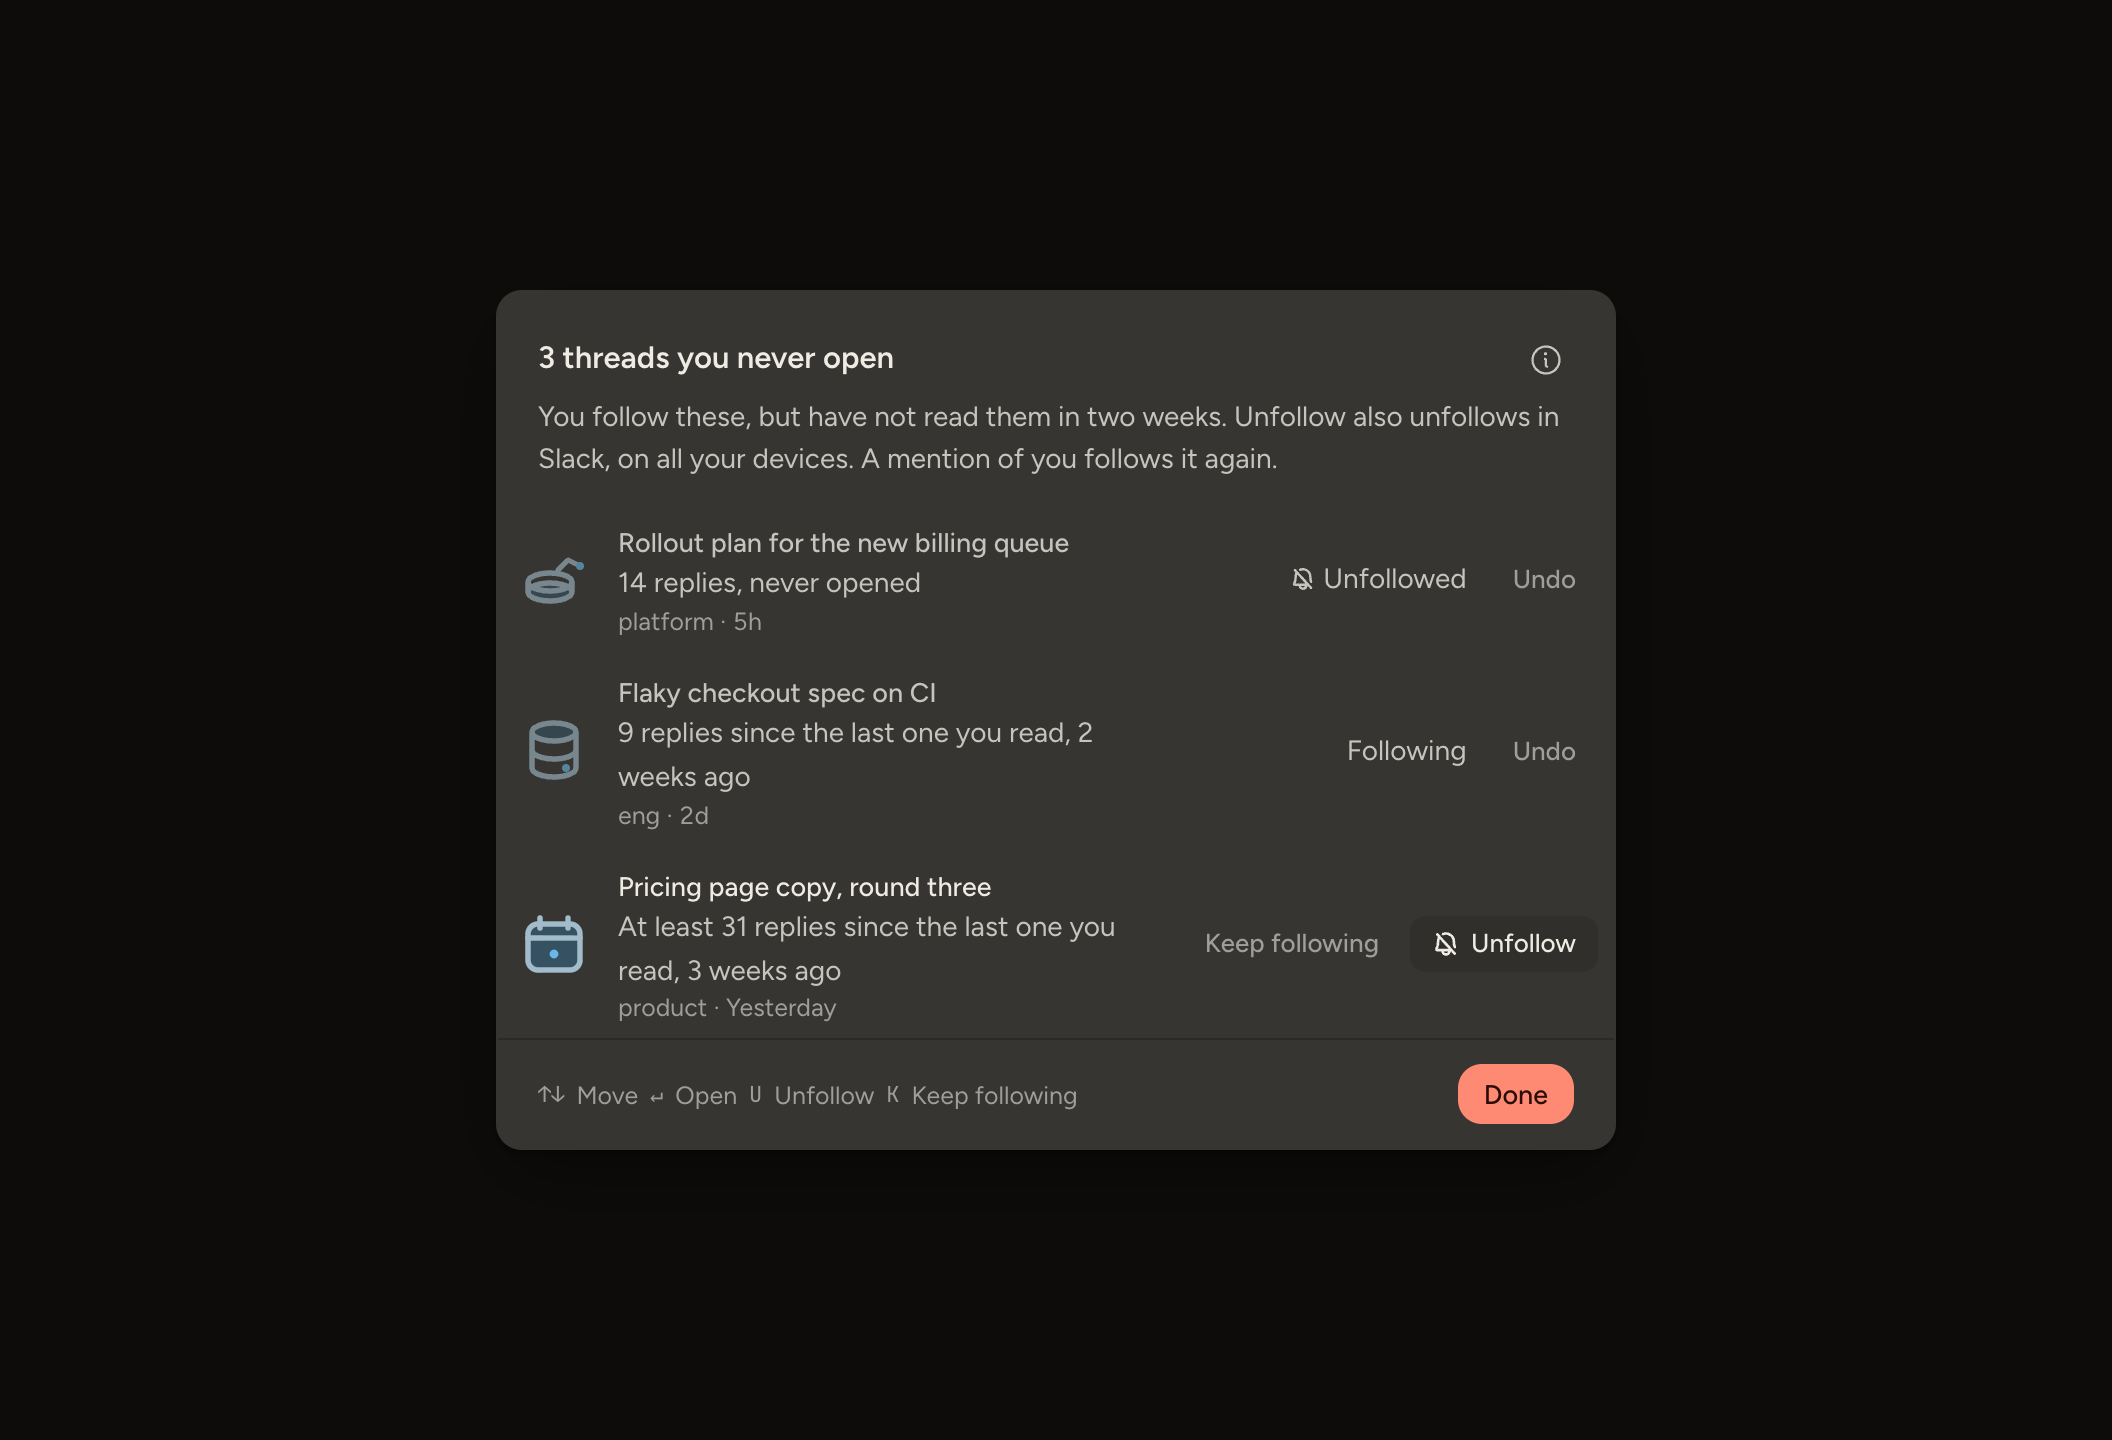 3 threads you never open
You follow these, but have not read them in two weeks. Unfollow also unfollows in
Slack, on all your devices. A mention of you follows it again.
Rollout plan for the new billing queue
14 replies, never opened
platform · 5h
Unfollowed Undo
Flaky checkout spec on CI
9 replies since the last one you read, 2
weeks ago
eng · 2d
Following Undo
Pricing page copy, round three
At least 31 replies since the last one you
read, 3 weeks ago
product · Yesterday
Keep following Unfollow
↑↓ Move ↵ Open U Unfollow K Keep following
Done